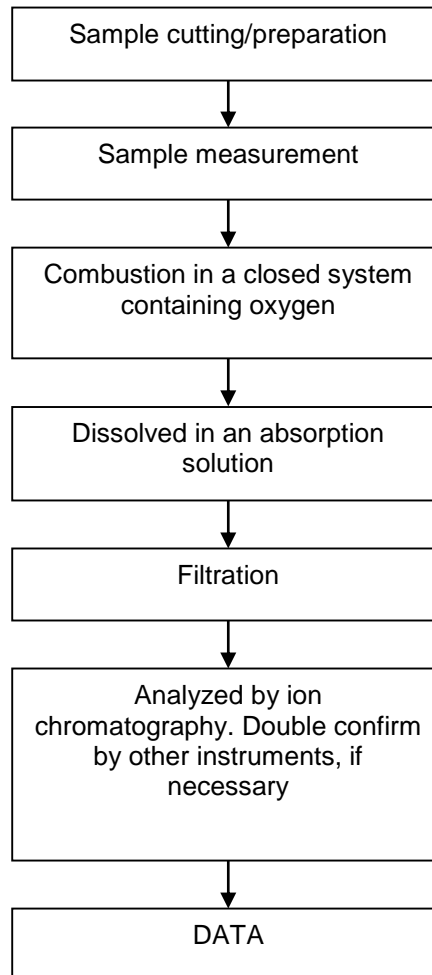 Sample cutting/preparation
Sample measurement
Combustion in a closed system
containing oxygen
Dissolved in an absorption
solution
Filtration
Analyzed by ion
chromatography. Double confirm
by other instruments, if
necessary
DATA